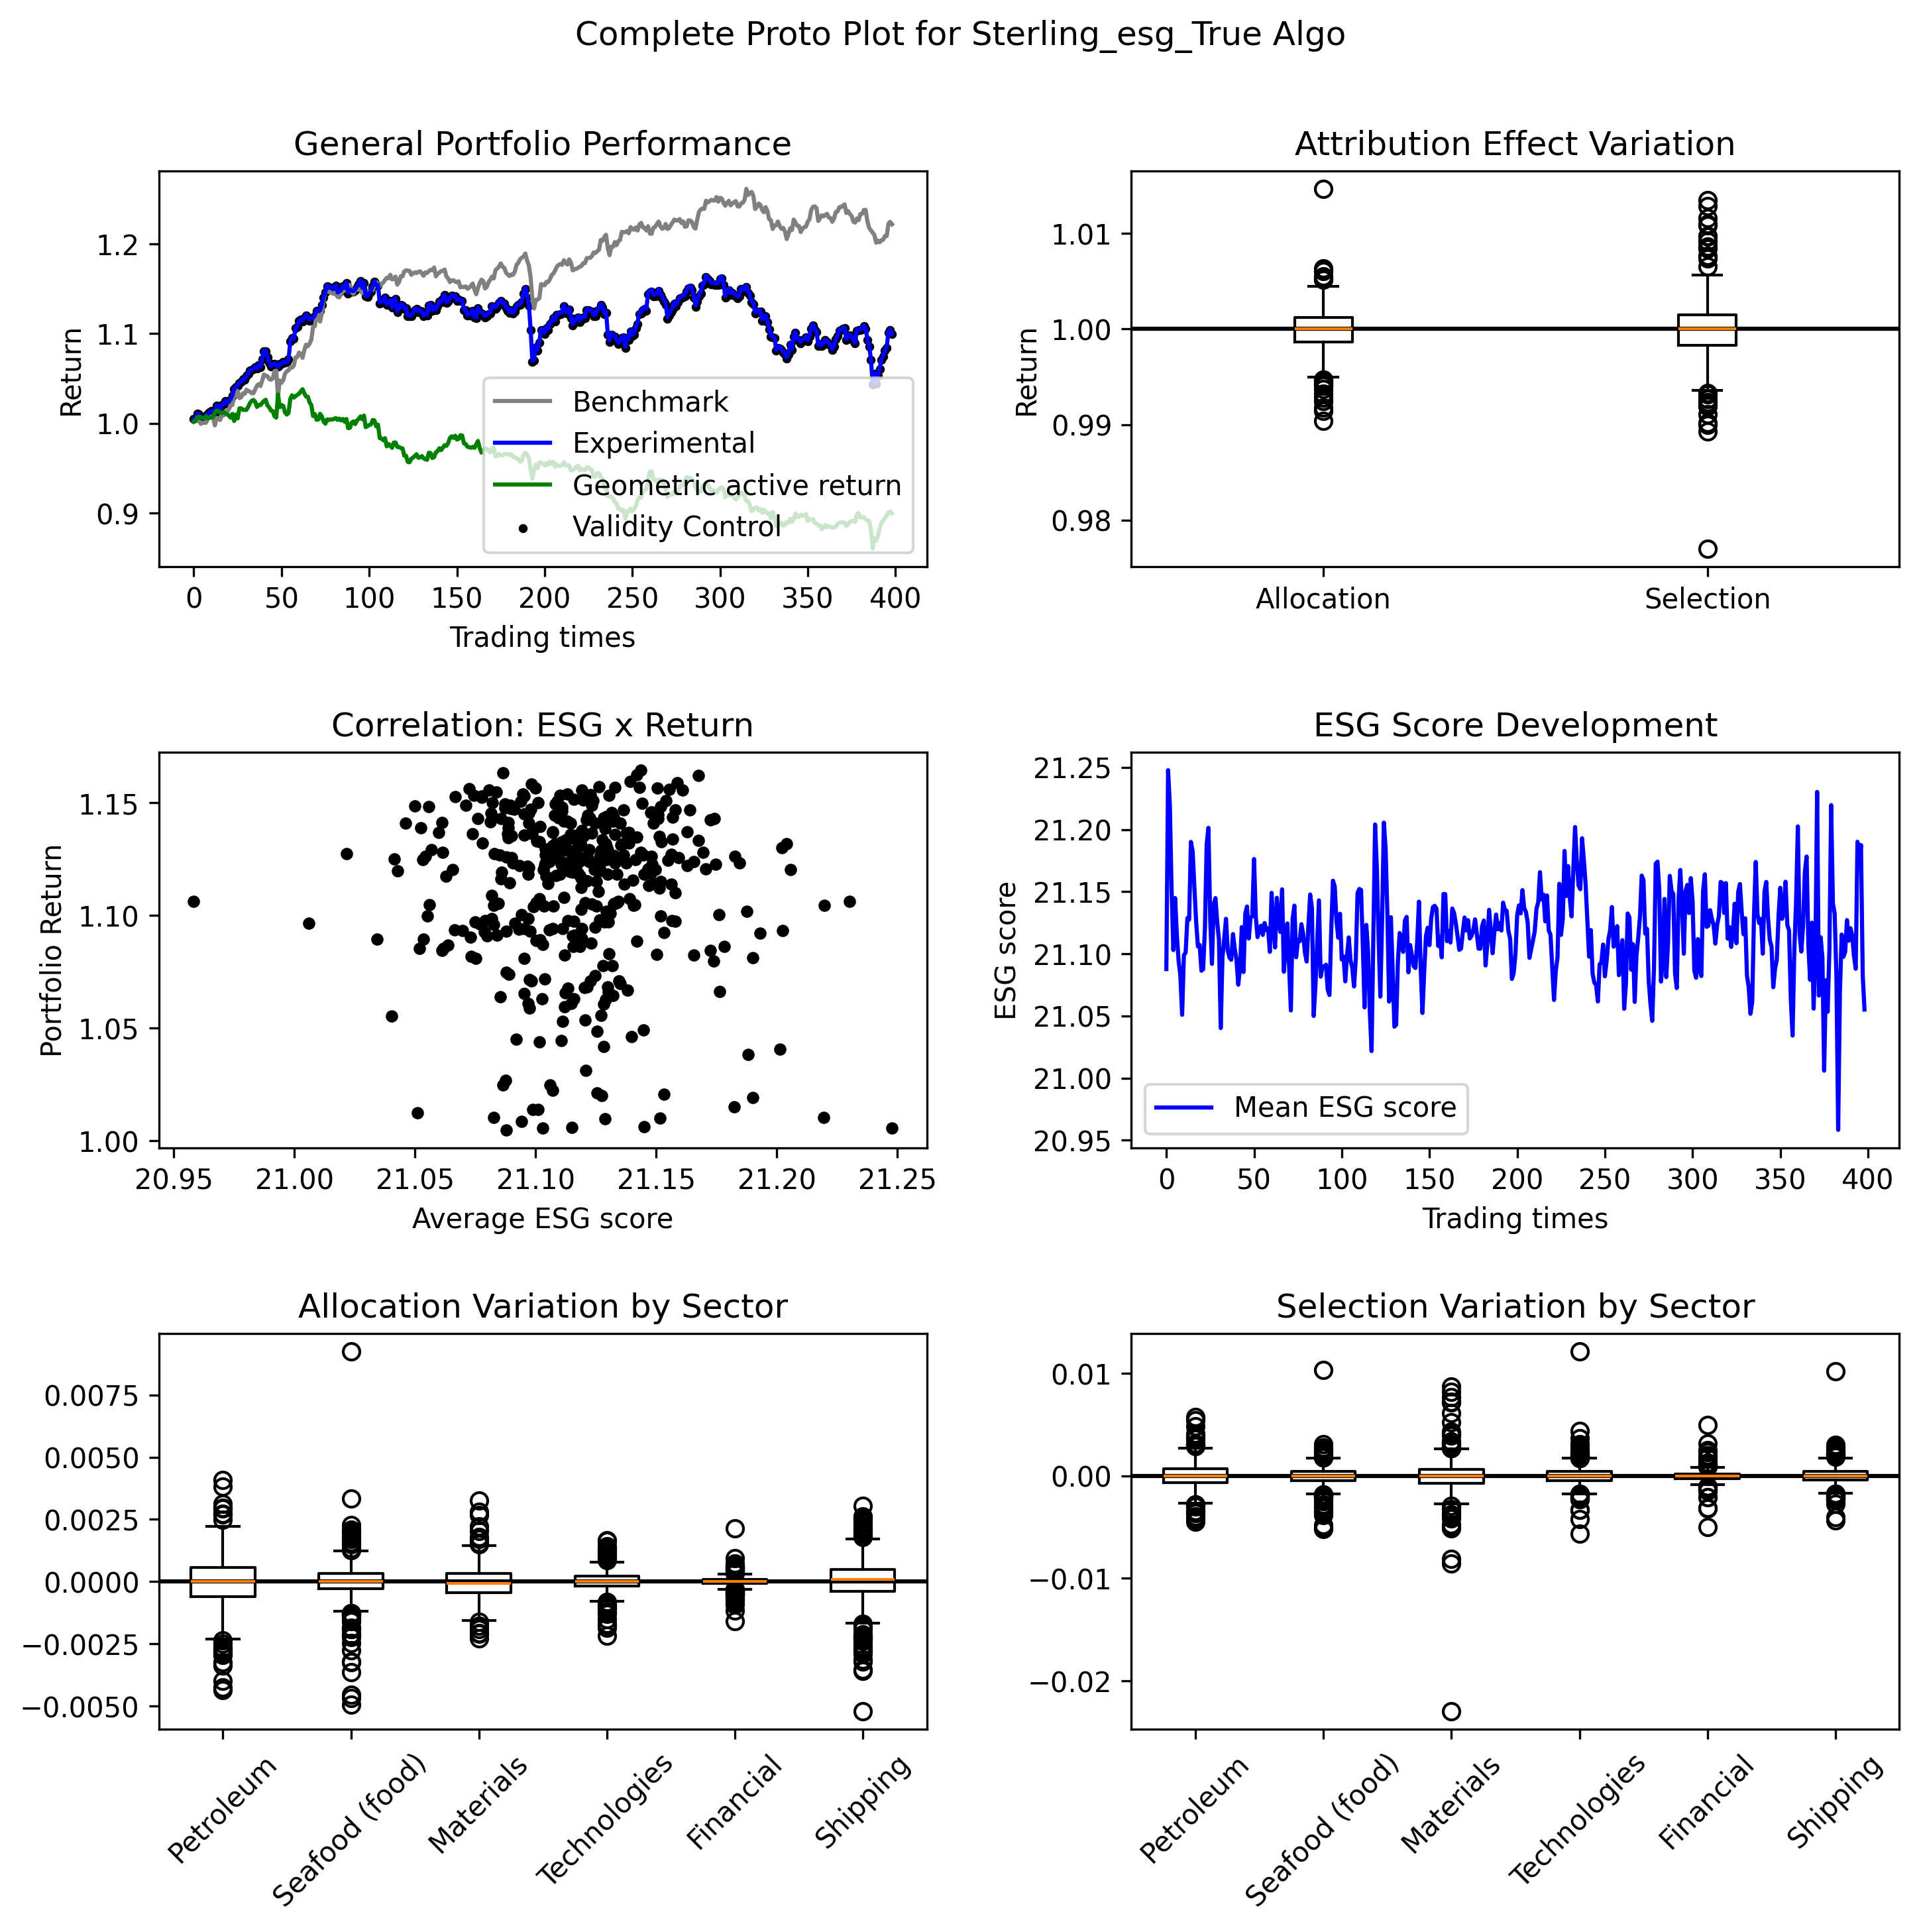 Complete Proto Plot for Sterling_esg_True Algo
General Portfolio Performance
Return
1.2
1.1
1.0
0.9
0 50 100 150 200 250 300 350 400
Trading times
Benchmark
Experimental
Geometric active return
Validity Control
Attribution Effect Variation
Return
1.01
1.00
0.99
0.98
Allocation Selection
Correlation: ESG x Return
Portfolio Return
1.15
1.10
1.05
1.00
20.95 21.00 21.05 21.10 21.15 21.20 21.25
Average ESG score
ESG Score Development
ESG score
21.25
21.20
21.15
21.10
21.05
21.00
20.95
Mean ESG score
0 50 100 150 200 250 300 350 400
Trading times
Allocation Variation by Sector
0.0075
0.0050
0.0025
0.0000
−0.0025
−0.0050
Petroleum
Seafood (food)
Materials
Technologies
Financial
Shipping
Selection Variation by Sector
0.01
0.00
−0.01
−0.02
Petroleum
Seafood (food)
Materials
Technologies
Financial
Shipping